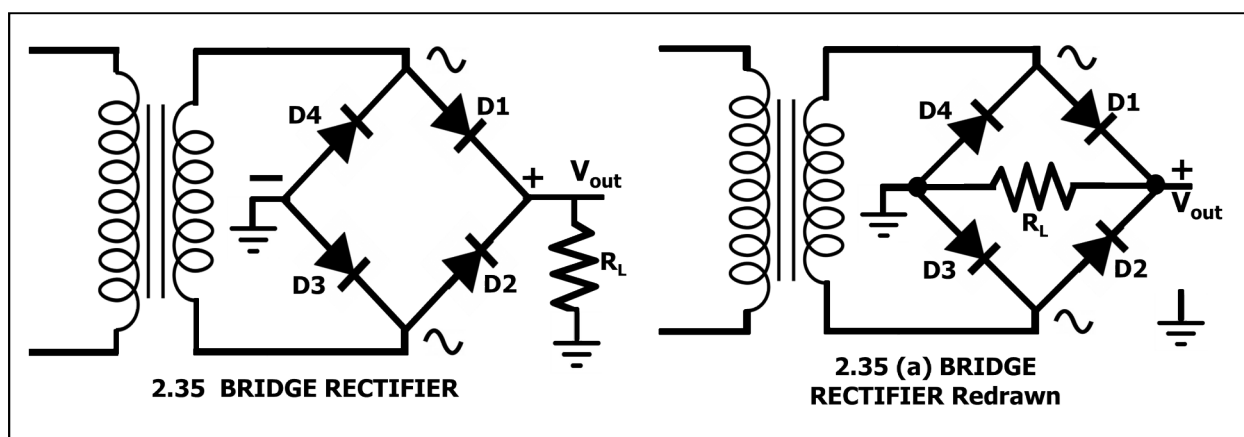 D4
D1
−
+
V out
D3
D2
R L
2.35 BRIDGE RECTIFIER
D4
D1
+
V out
R L
D3
D2
2.35 (a) BRIDGE
RECTIFIER Redrawn